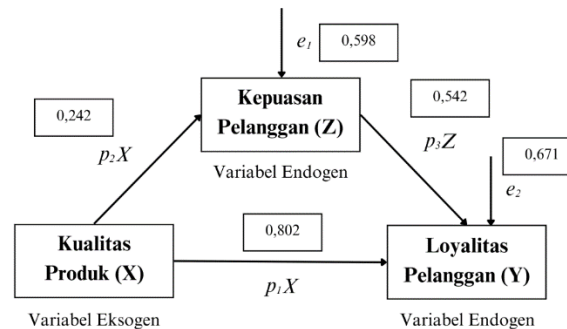 e₁
0,598
0,242
Kepuasan
Pelanggan (Z)
0,542
p₂X
Variabel Endogen
p₃Z
0,671
e₂
Kualitas
Produk (X)
0,802
Loyalitas
Pelanggan (Y)
p₁X
Variabel Eksogen
Variabel Endogen